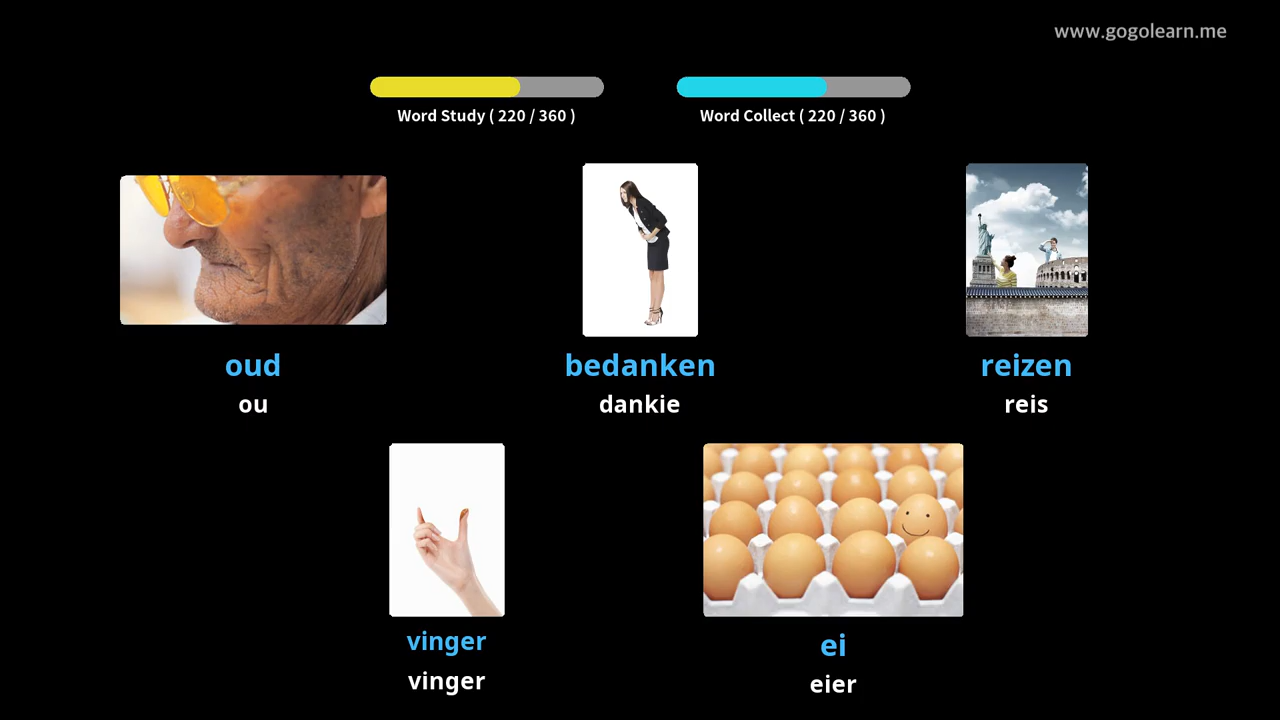 www.gogolearn.me
Word Study ( 220 / 360 )
Word Collect ( 220 / 360 )
oud
ou
bedanken
dankie
reizen
reis
vinger
vinger
ei
eier